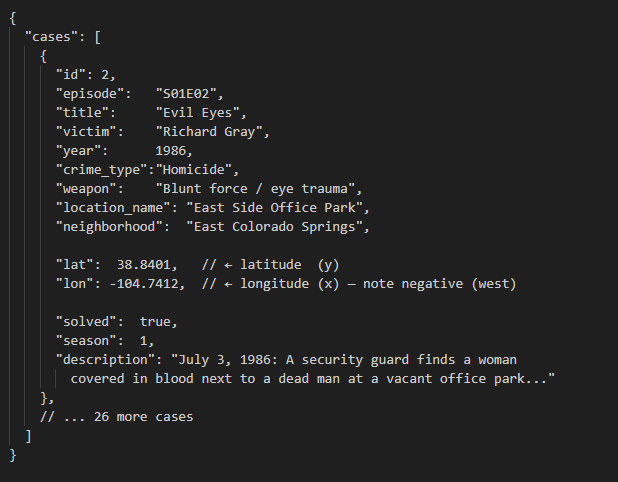 {
"cases": [
{
"id": 2,
"episode":   "S01E02",
"title":     "Evil Eyes",
"victim":    "Richard Gray",
"year":      1986,
"crime_type":"Homicide",
"weapon":    "Blunt force / eye trauma",
"location_name": "East Side Office Park",
"neighborhood":  "East Colorado Springs",
"lat":  38.8401,   // ← latitude  (y)
"lon": -104.7412,  // ← longitude (x) — note negative (west)
"solved":  true,
"season":  1,
"description": "July 3, 1986: A security guard finds a woman
covered in blood next to a dead man at a vacant office park..."
},
// ... 26 more cases
]
}